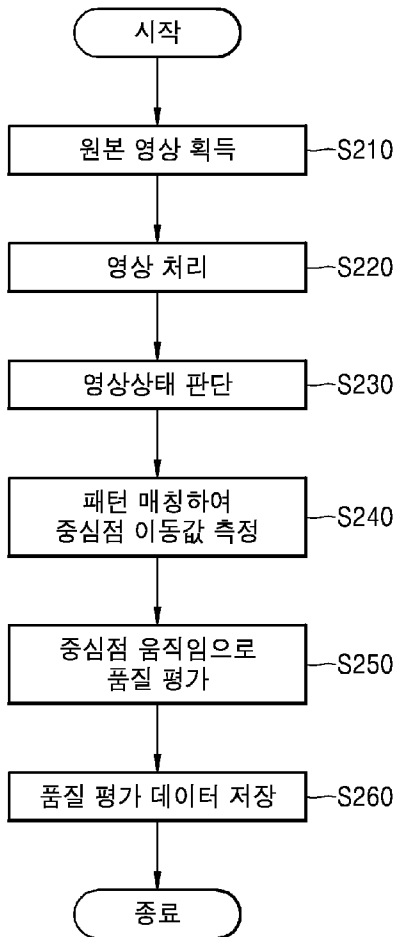 시작
원본 영상 획득
S210
영상 처리
S220
영상상태 판단
S230
패턴 매칭하여
중심점 이동값 측정
S240
중심점 움직임으로
품질 평가
S250
품질 평가 데이터 저장
S260
종료